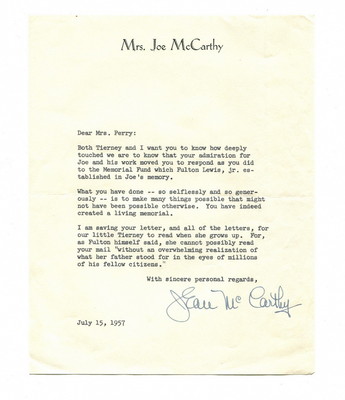 Mrs. Joe McCarthy
Dear Mrs. Perry:
Both Tierney and I want you to know how deeply
touched we are to know that your admiration for
Joe and his work moved you to respond as you did
to the Memorial Fund which Fulton Lewis, jr. es-
tablished in Joe's memory.
What you have done -- so selflessly and so gener-
ously -- is to make many things possible that might
not have been possible otherwise. You have indeed
created a living memorial.
I am saving your letter, and all of the letters, for
our little Tierney to read when she grows up. For,
as Fulton himself said, she cannot possibly read
your mail "without an overwhelming realization of
what her father stood for in the eyes of millions
of his fellow citizens."
With sincere personal regards,
Jean McCarthy
July 15, 1957